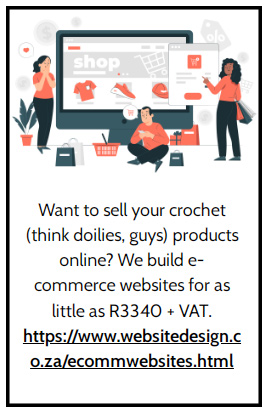 shop
Want to sell your crochet
(think doilies, guys) products
online? We build e-
commerce websites for as
little as R3340 + VAT.
https://www.websitedesign.c
o.za/ecommwebsites.html